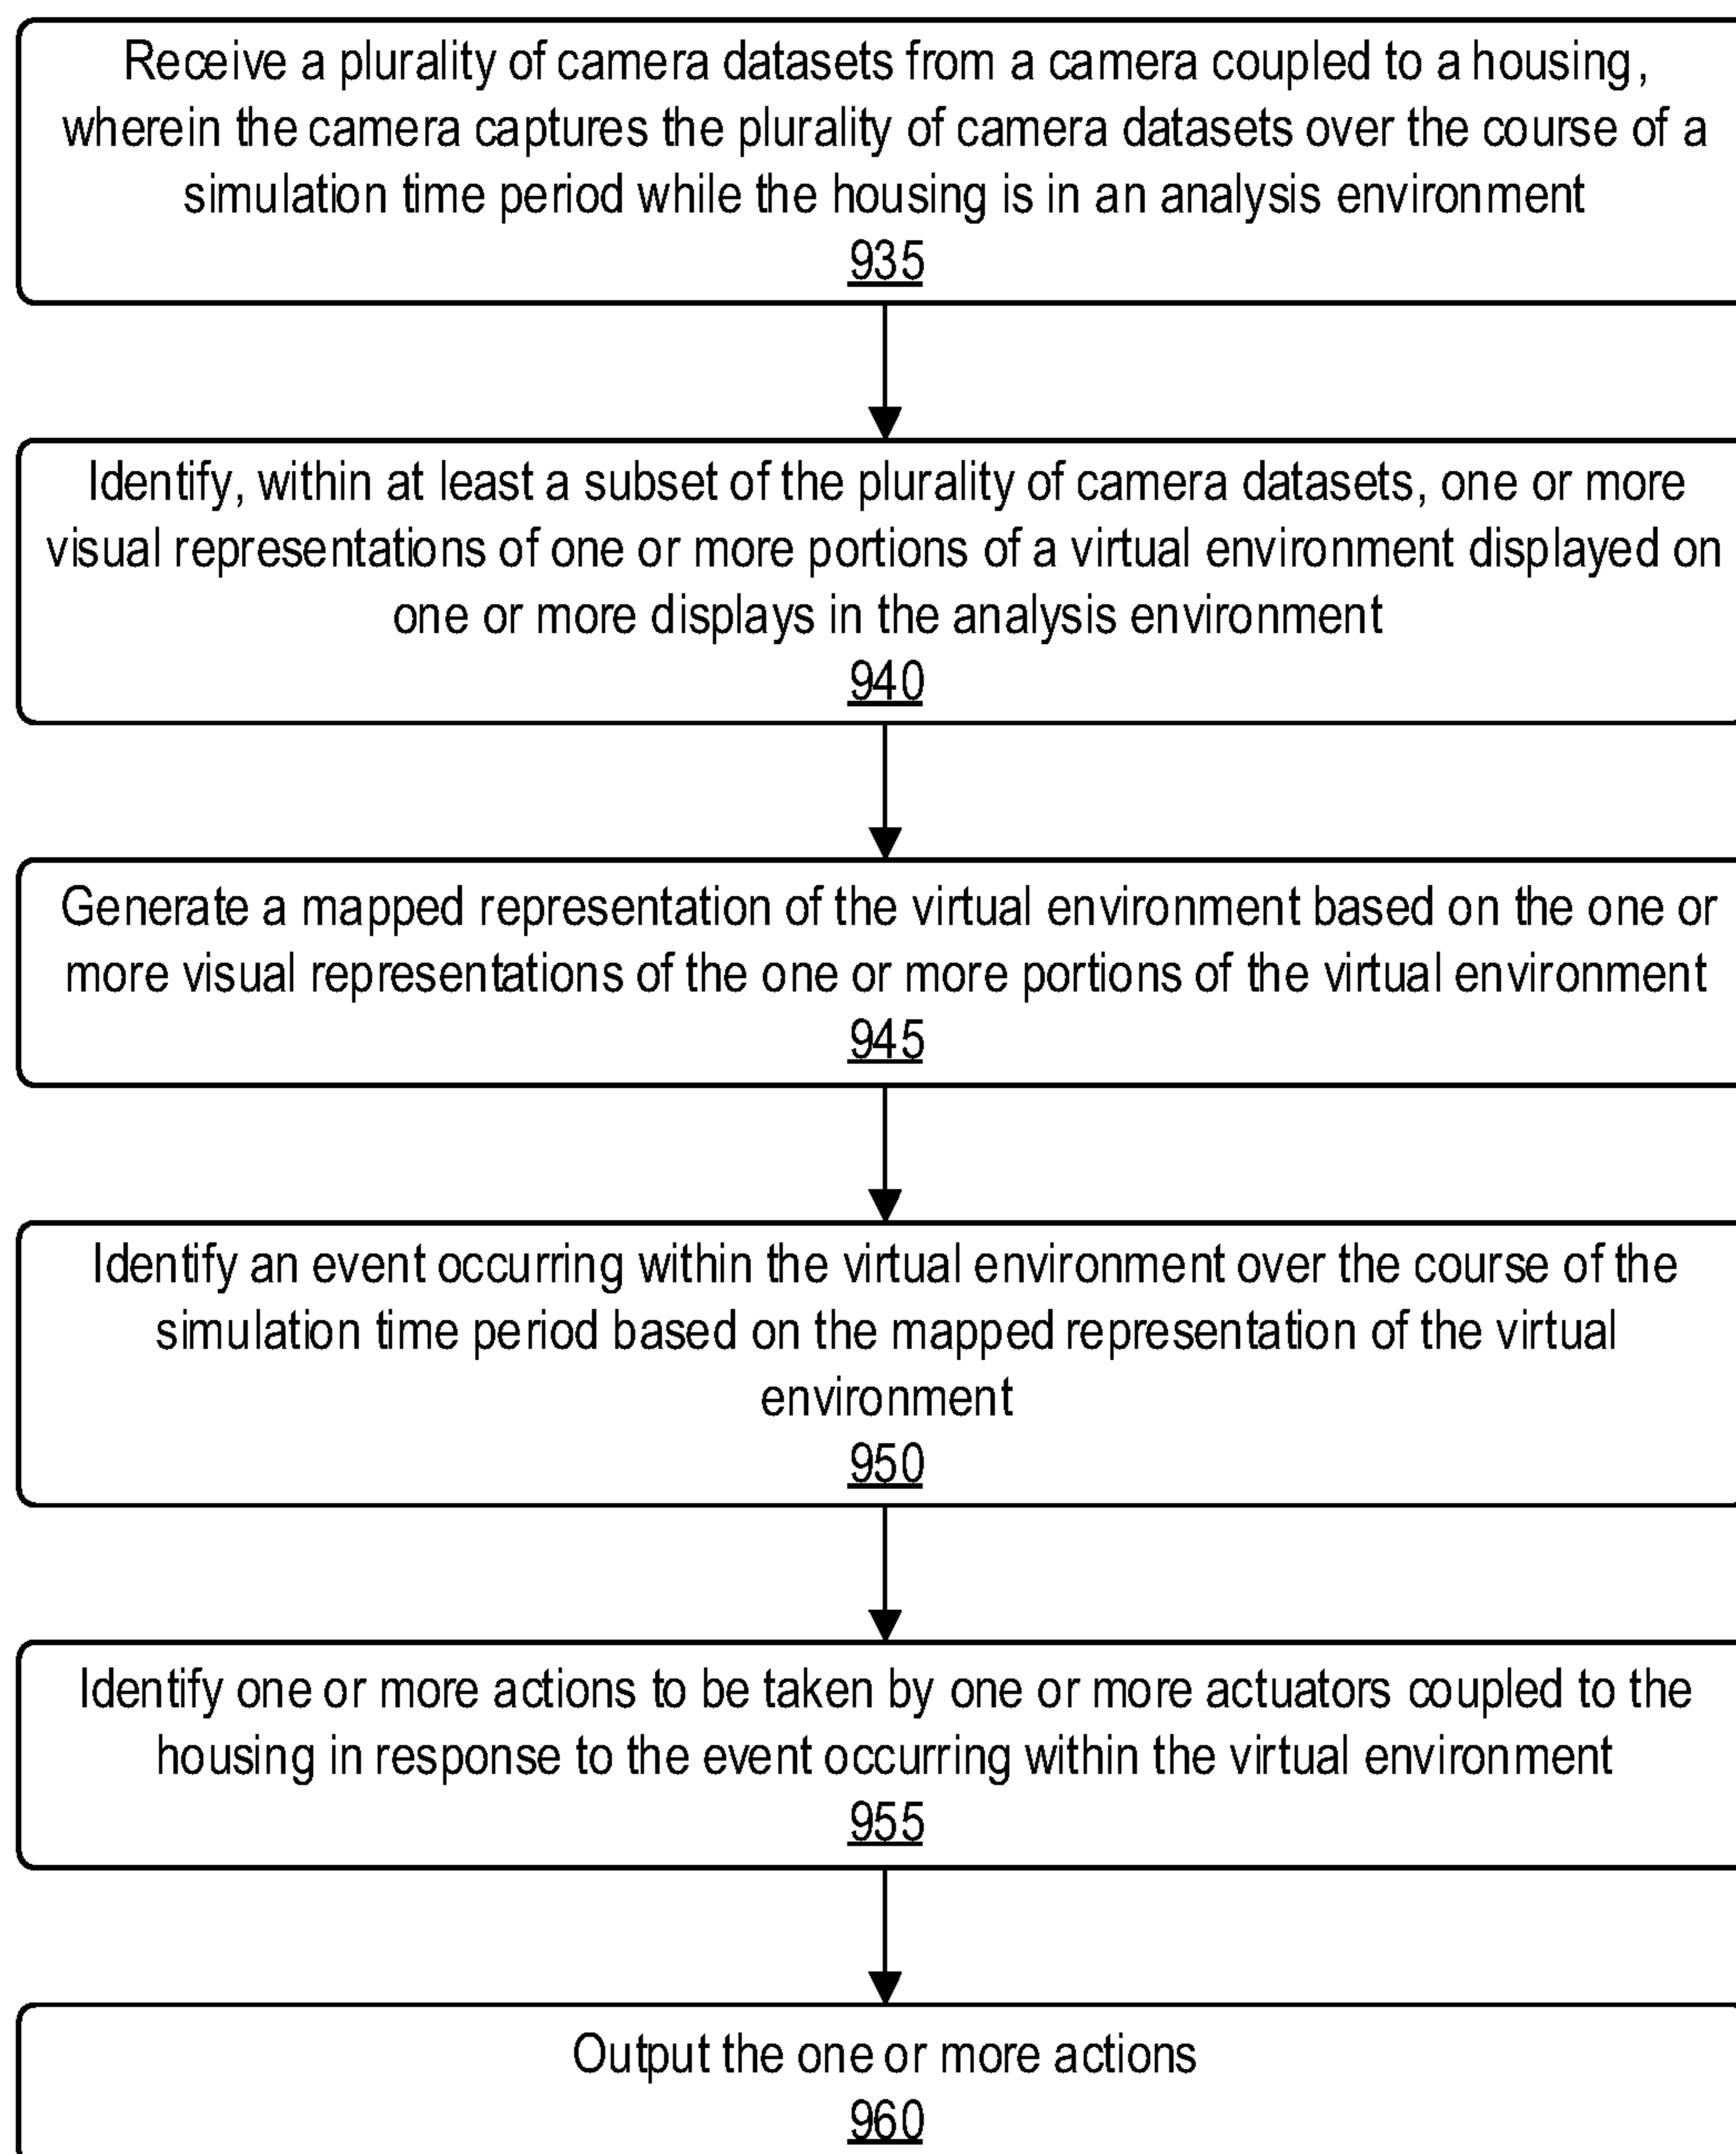 Receive a plurality of camera datasets from a camera coupled to a housing,
wherein the camera captures the plurality of camera datasets over the course of a
simulation time period while the housing is in an analysis environment
935
Identify, within at least a subset of the plurality of camera datasets, one or more
visual representations of one or more portions of a virtual environment displayed on
one or more displays in the analysis environment
940
Generate a mapped representation of the virtual environment based on the one or
more visual representations of the one or more portions of the virtual environment
945
Identify an event occurring within the virtual environment over the course of the
simulation time period based on the mapped representation of the virtual
environment
950
Identify one or more actions to be taken by one or more actuators coupled to the
housing in response to the event occurring within the virtual environment
955
Output the one or more actions
960